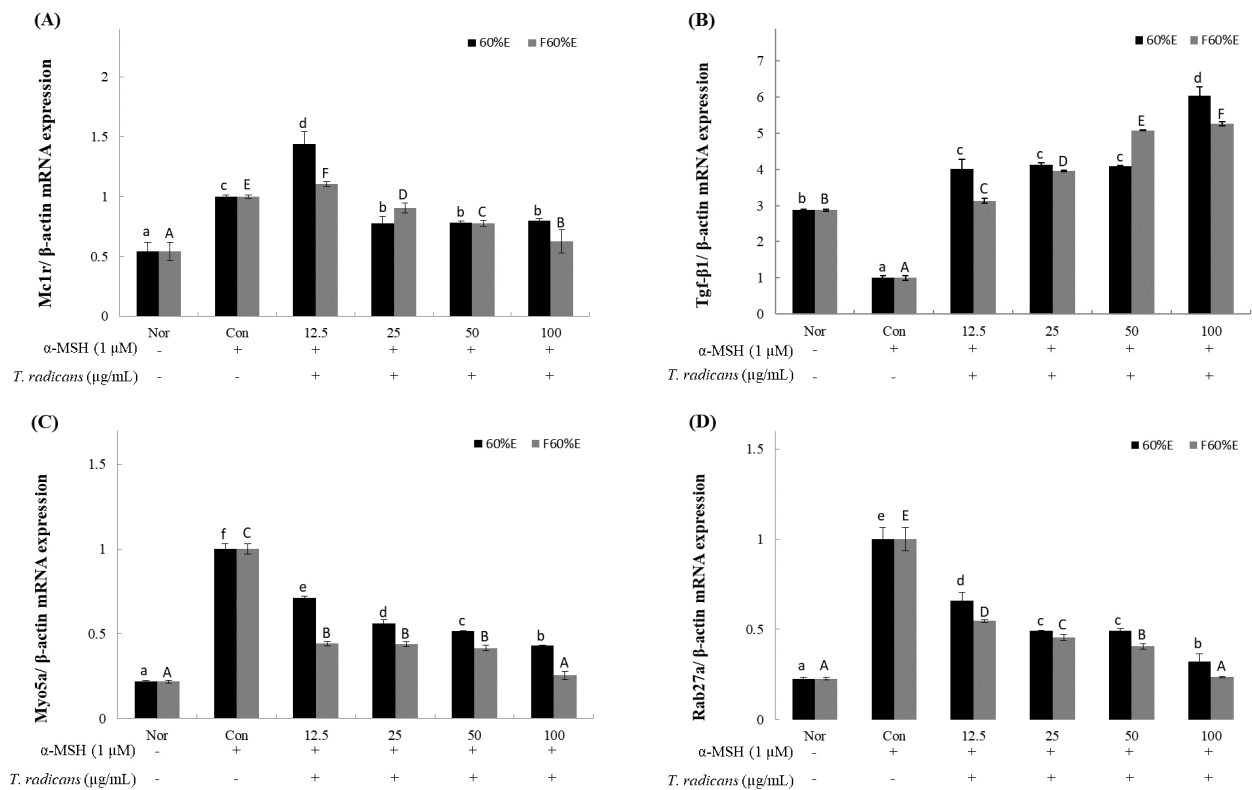 (A)
60%E F60%E
Mc1r/ β-actin mRNA expression
2
1.5
1
0.5
0
a A c E d F b D b C b B
Nor Con 12.5 25 50 100
α-MSH (1 μM) - + + + + +
T. radicans (μg/mL) - - + + + +
(B)
60%E F60%E
Tgf-β1/ β-actin mRNA expression
7
6
5
4
3
2
1
0
b B a A c C c D c E d F
Nor Con 12.5 25 50 100
α-MSH (1 μM) - + + + + +
T. radicans (μg/mL) - - + + + +
(C)
60%E F60%E
Myo5a/ β-actin mRNA expression
1.5
1
0.5
0
a A f C e B d B c B b A
Nor Con 12.5 25 50 100
α-MSH (1 μM) - + + + + +
T. radicans (μg/mL) - - + + + +
(D)
60%E F60%E
Rab27a/ β-actin mRNA expression
1.5
1
0.5
0
a A e E d D c C c B b A
Nor Con 12.5 25 50 100
α-MSH (1 μM) - + + + + +
T. radicans (μg/mL) - - + + + +